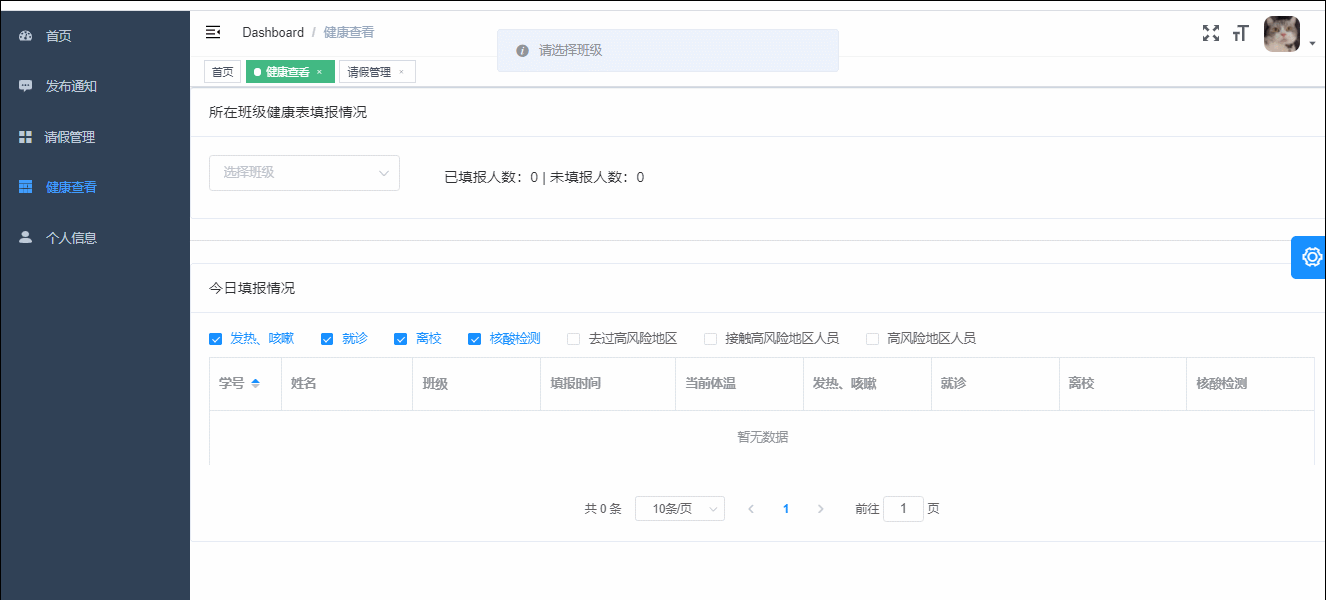 首页
发布通知
请假管理
健康查看
个人信息
Dashboard / 健康查看
请选择班级
首页 健康查看 × 请假管理 ×
所在班级健康表填报情况
选择班级
已填报人数：0 | 未填报人数：0
今日填报情况
发热、咳嗽 就诊 离校 核酸检测 去过高风险地区 接触高风险地区人员 高风险地区人员
学号 姓名 班级 填报时间 当前体温 发热、咳嗽 就诊 离校 核酸检测
暂无数据
共 0 条 10条/页 1 前往 1 页